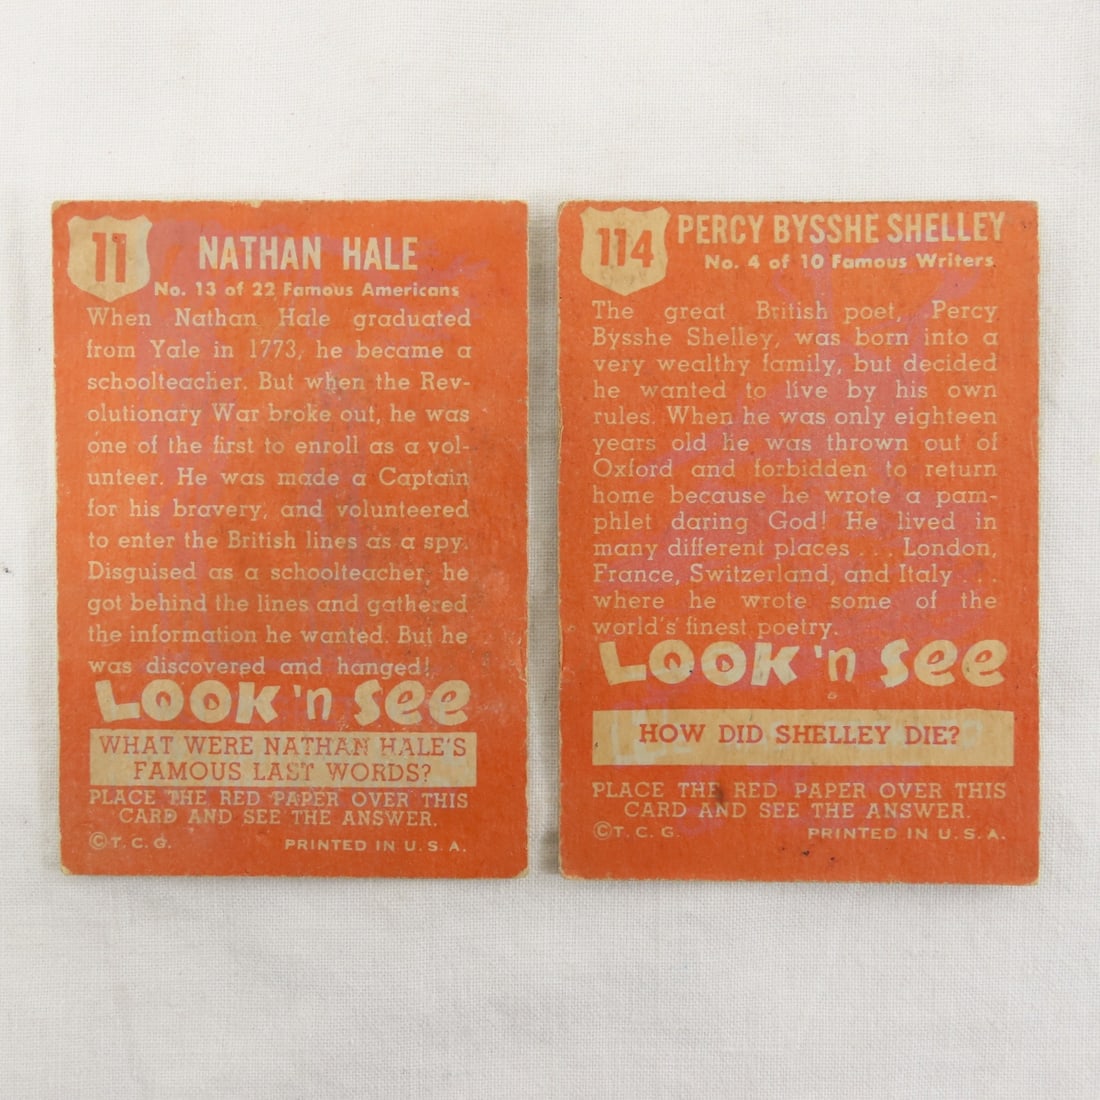 11
NATHAN HALE
No. 13 of 22 Famous Americans
When Nathan Hale graduated
from Yale in 1773, he became a
schoolteacher. But when the Rev-
olutionary War broke out, he was
one of the first to enroll as a vol-
unteer. He was made a Captain
for his bravery, and volunteered
to enter the British lines as a spy.
Disguised as a schoolteacher, he
got behind the lines and gathered
the information he wanted. But he
was discovered and hanged!
LOOK 'n SEE
WHAT WERE NATHAN HALE'S
FAMOUS LAST WORDS?
PLACE THE RED PAPER OVER THIS
CARD AND SEE THE ANSWER.
©T.C.G. PRINTED IN U.S.A.
114
PERCY BYSSHE SHELLEY
No. 4 of 10 Famous Writers
The great British poet, Percy
Bysshe Shelley, was born into a
very wealthy family, but decided
he wanted to live by his own
rules. When he was only eighteen
years old he was thrown out of
Oxford and forbidden to return
home because he wrote a pam-
phlet daring God! He lived in
many different places . . . London,
France, Switzerland, and Italy . . .
where he wrote some of the
world's finest poetry.
LOOK 'n SEE
HOW DID SHELLEY DIE?
PLACE THE RED PAPER OVER THIS
CARD AND SEE THE ANSWER.
©T.C.G. PRINTED IN U.S.A.